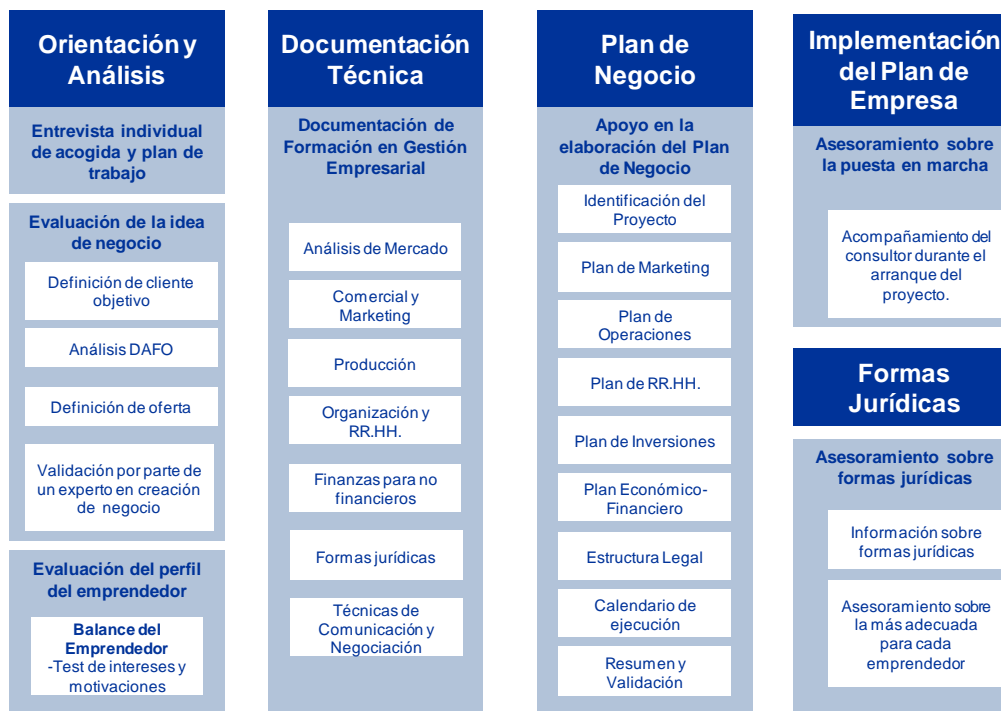 Orientación y
Análisis
Entrevista individual
de acogida y plan de
trabajo
Evaluación de la idea
de negocio
Definición de cliente
objetivo
Análisis DAFO
Definición de oferta
Validación por parte de
un experto en creación
de negocio
Evaluación del perfil
del emprendedor
Balance del
Emprendedor
-Test de intereses y
motivaciones
Documentación
Técnica
Documentación de
Formación en Gestión
Empresarial
Análisis de Mercado
Comercial y
Marketing
Producción
Organización y
RR.HH.
Finanzas para no
financieros
Formas jurídicas
Técnicas de
Comunicación y
Negociación
Plan de
Negocio
Apoyo en la
elaboración del Plan
de Negocio
Identificación del
Proyecto
Plan de Marketing
Plan de
Operaciones
Plan de RR.HH.
Plan de Inversiones
Plan Económico-
Financiero
Estructura Legal
Calendario de
ejecución
Resumen y
Validación
Implementación
del Plan de
Empresa
Asesoramiento sobre
la puesta en marcha
Acompañamiento del
consultor durante el
arranque del
proyecto.
Formas
Jurídicas
Asesoramiento sobre
formas jurídicas
Información sobre
formas jurídicas
Asesoramiento sobre
la más adecuada
para cada
emprendedor